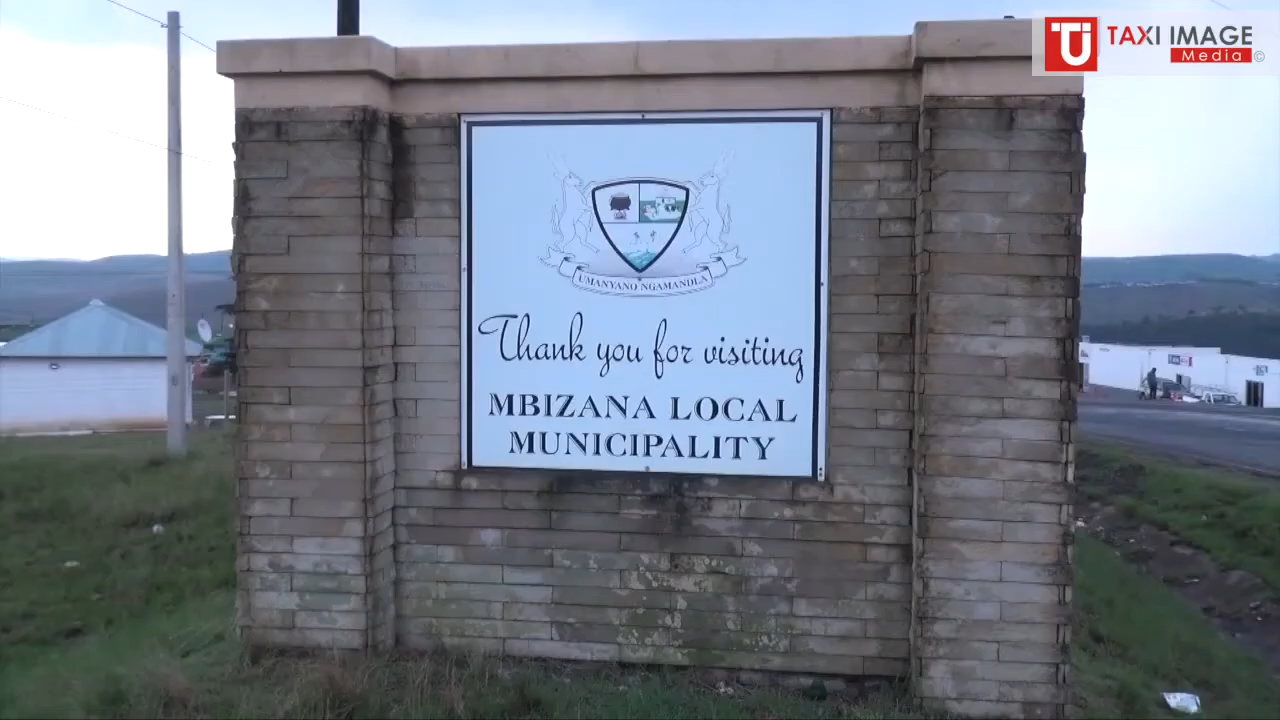 TAXI IMAGE
Media ©
UMANYANO NGAMANDLA
Thank you for visiting
MBIZANA LOCAL
MUNICIPALITY